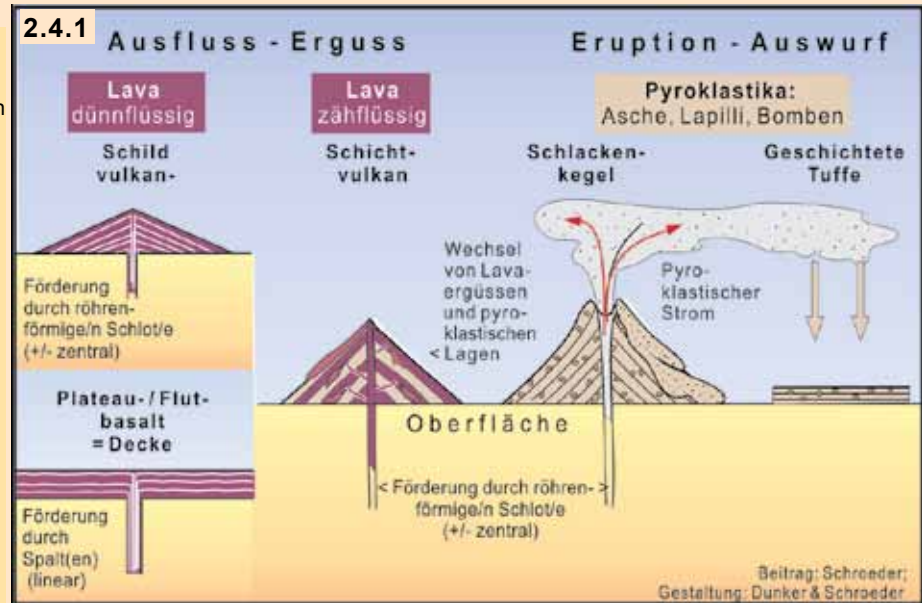 2.4.1
Ausfluss - Erguss
Eruption - Auswurf
n
Lava
dünnflüssig
Lava
zähflüssig
Pyroklastika:
Asche, Lapilli, Bomben
Schild
vulkan-
Schicht-
vulkan
Schlacken-
kegel
Geschichtete
Tuffe
Förderung
durch röhren-
förmige/n Schlot/e
(+/- zentral)
Wechsel
von Lava-
ergüssen
und pyro-
klastischen
< Lagen
Pyro-
klastischer
Strom
Plateau- / Flut-
basalt
= Decke
Oberfläche
Förderung
durch
Spalt(en)
(linear)
< Förderung durch röhren- >
förmige/n Schlot/e
(+/- zentral)
Beitrag: Schroeder;
Gestaltung: Dunker & Schroeder